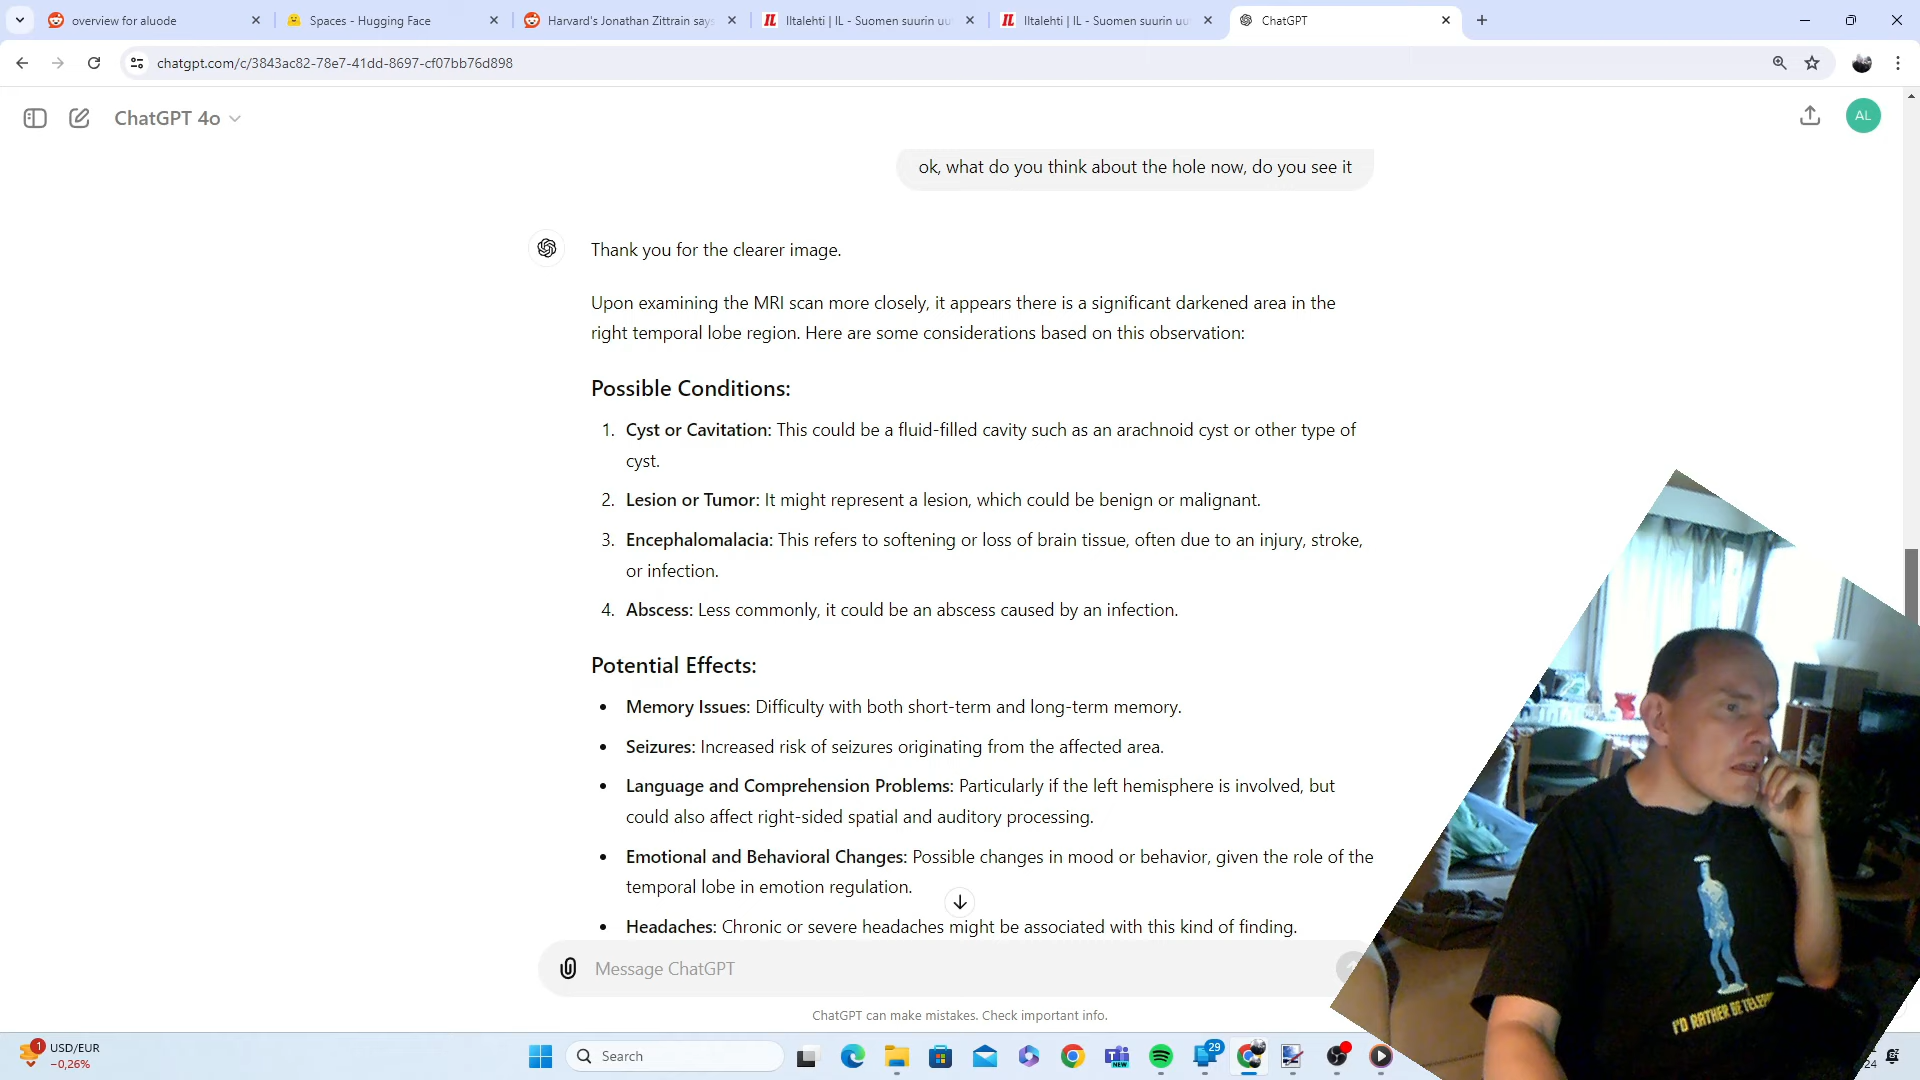 overview for aluode
Spaces - Hugging Face
Harvard's Jonathan Zittrain says
Iltalehti | IL - Suomen suurin uu
Iltalehti | IL - Suomen suurin uu
ChatGPT
chatgpt.com/c/3843ac82-78e7-41dd-8697-cf07bb76d898
ChatGPT 4o
AL
ok, what do you think about the hole now, do you see it
Thank you for the clearer image.
Upon examining the MRI scan more closely, it appears there is a significant darkened area in the
right temporal lobe region. Here are some considerations based on this observation:
Possible Conditions:
1. Cyst or Cavitation: This could be a fluid-filled cavity such as an arachnoid cyst or other type of
cyst.
2. Lesion or Tumor: It might represent a lesion, which could be benign or malignant.
3. Encephalomalacia: This refers to softening or loss of brain tissue, often due to an injury, stroke,
or infection.
4. Abscess: Less commonly, it could be an abscess caused by an infection.
Potential Effects:
• Memory Issues: Difficulty with both short-term and long-term memory.
• Seizures: Increased risk of seizures originating from the affected area.
• Language and Comprehension Problems: Particularly if the left hemisphere is involved, but
could also affect right-sided spatial and auditory processing.
• Emotional and Behavioral Changes: Possible changes in mood or behavior, given the role of the
temporal lobe in emotion regulation.
• Headaches: Chronic or severe headaches might be associated with this kind of finding.
Message ChatGPT
ChatGPT can make mistakes. Check important info.
I'D RATHER BE
1
USD/EUR
-0,26%
Search
NEW
29
24